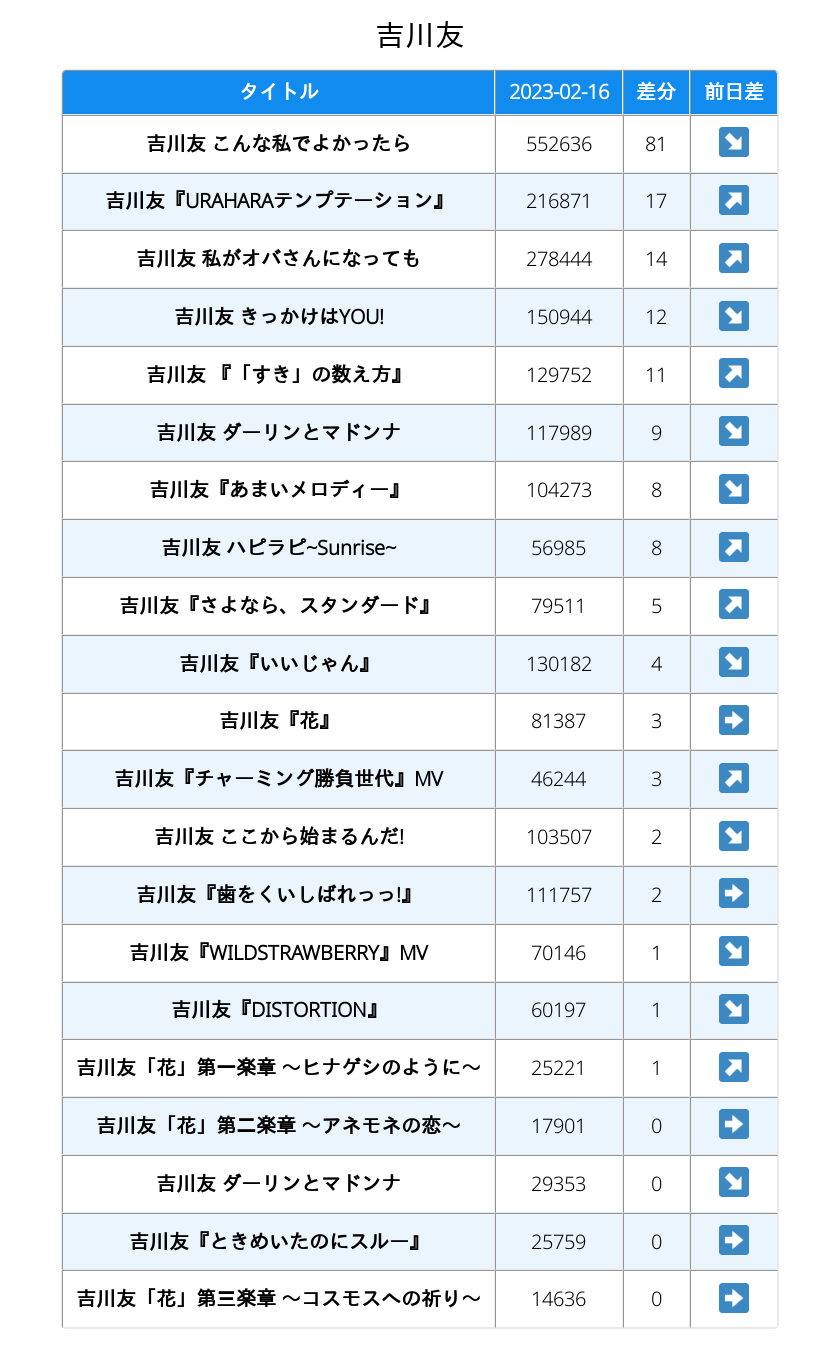 吉川友
タイトル 2023-02-16 差分 前日差
吉川友 こんな私でよかったら 552636 81 ↘
吉川友『URAHARAテンプテーション』 216871 17 ↗
吉川友 私がオバさんになっても 278444 14 ↗
吉川友 きっかけはYOU! 150944 12 ↘
吉川友 『「すき」の数え方』 129752 11 ↗
吉川友 ダーリンとマドンナ 117989 9 ↘
吉川友『あまいメロディー』 104273 8 ↘
吉川友 ハピラピ~Sunrise~ 56985 8 ↗
吉川友『さよなら、スタンダード』 79511 5 ↗
吉川友『いいじゃん』 130182 4 ↘
吉川友『花』 81387 3 ➡
吉川友『チャーミング勝負世代』MV 46244 3 ↗
吉川友 ここから始まるんだ! 103507 2 ↘
吉川友『歯をくいしばれっっ!』 111757 2 ➡
吉川友『WILDSTRAWBERRY』MV 70146 1 ↘
吉川友『DISTORTION』 60197 1 ↘
吉川友「花」第一楽章 ～ヒナゲシのように～ 25221 1 ↗
吉川友「花」第二楽章 ～アネモネの恋～ 17901 0 ➡
吉川友 ダーリンとマドンナ 29353 0 ↘
吉川友『ときめいたのにスルー』 25759 0 ➡
吉川友「花」第三楽章 ～コスモスへの祈り～ 14636 0 ➡